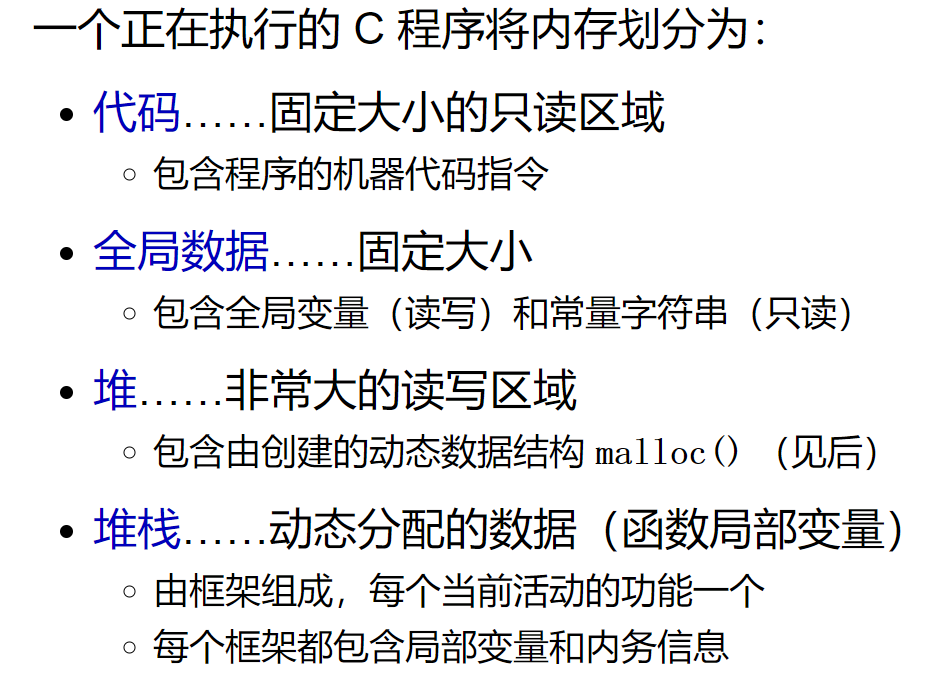 一个正在执行的 C 程序将内存划分为：
• 代码……固定大小的只读区域
◦ 包含程序的机器代码指令
• 全局数据……固定大小
◦ 包含全局变量（读写）和常量字符串（只读）
• 堆……非常大的读写区域
◦ 包含由创建的动态数据结构 malloc() （见后）
• 堆栈……动态分配的数据（函数局部变量）
◦ 由框架组成，每个当前活动的功能一个
◦ 每个框架都包含局部变量和内务信息